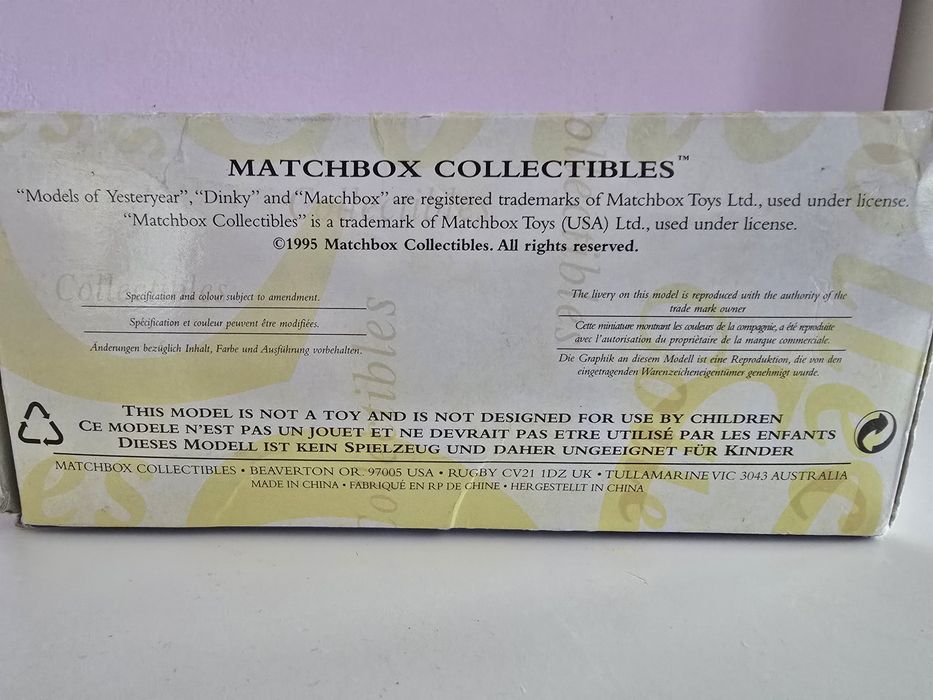 MATCHBOX COLLECTIBLES™
“Models of Yesteryear”, “Dinky” and “Matchbox” are registered trademarks of Matchbox Toys Ltd., used under license.
“Matchbox Collectibles” is a trademark of Matchbox Toys (USA) Ltd., used under license.
©1995 Matchbox Collectibles. All rights reserved.
Collectibles
Specification and colour subject to amendment.
Spécification et couleur peuvent être modifiées.
Änderungen bezüglich Inhalt, Farbe und Ausführung vorbehalten.
The livery on this model is reproduced with the authority of the
trade mark owner
Cette miniature montrant les couleurs de la compagnie, a été reproduite
avec l'autorisation du propriétaire de la marque commerciale.
Die Graphik an diesem Modell ist eine Reproduktion, die von den
eingetragenden Warenzeicheneigentümer genehmigt wurde.
THIS MODEL IS NOT A TOY AND IS NOT DESIGNED FOR USE BY CHILDREN
CE MODELE N'EST PAS UN JOUET ET NE DEVRAIT PAS ETRE UTILISÉ PAR LES ENFANTS
DIESES MODELL IST KEIN SPIELZEUG UND DAHER UNGEEIGNET FÜR KINDER
MATCHBOX COLLECTIBLES • BEAVERTON OR. 97005 USA • RUGBY CV21 1DZ UK • TULLAMARINE VIC 3043 AUSTRALIA
MADE IN CHINA • FABRIQUÉ EN RP DE CHINE • HERGESTELLT IN CHINA